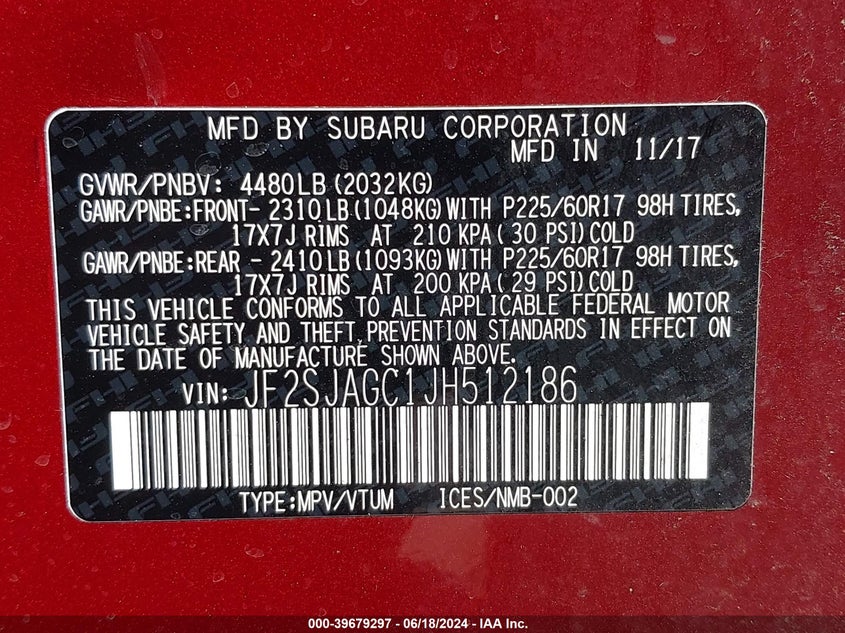 MFD BY SUBARU CORPORATION
MFD IN 11/17
GVWR/PNBV: 4480LB(2032KG)
GAWR/PNBE:FRONT- 2310LB(1048KG)WITH P225/60R17 98H TIRES,
17X7J RIMS AT 210 KPA(30 PSI)COLD
GAWR/PNBE:REAR - 2410LB(1093KG)WITH P225/60R17 98H TIRES,
17X7J RIMS AT 200 KPA(29 PSI)COLD
THIS VEHICLE CONFORMS TO ALL APPLICABLE FEDERAL MOTOR
VEHICLE SAFETY AND THEFT PREVENTION STANDARDS IN EFFECT ON
THE DATE OF MANUFACTURE SHOWN ABOVE.
VIN: JF2SJAGC1JH512186
TYPE:MPV/VTUM ICES/NMB-002
000-39679297 - 06/18/2024 - IAA Inc.